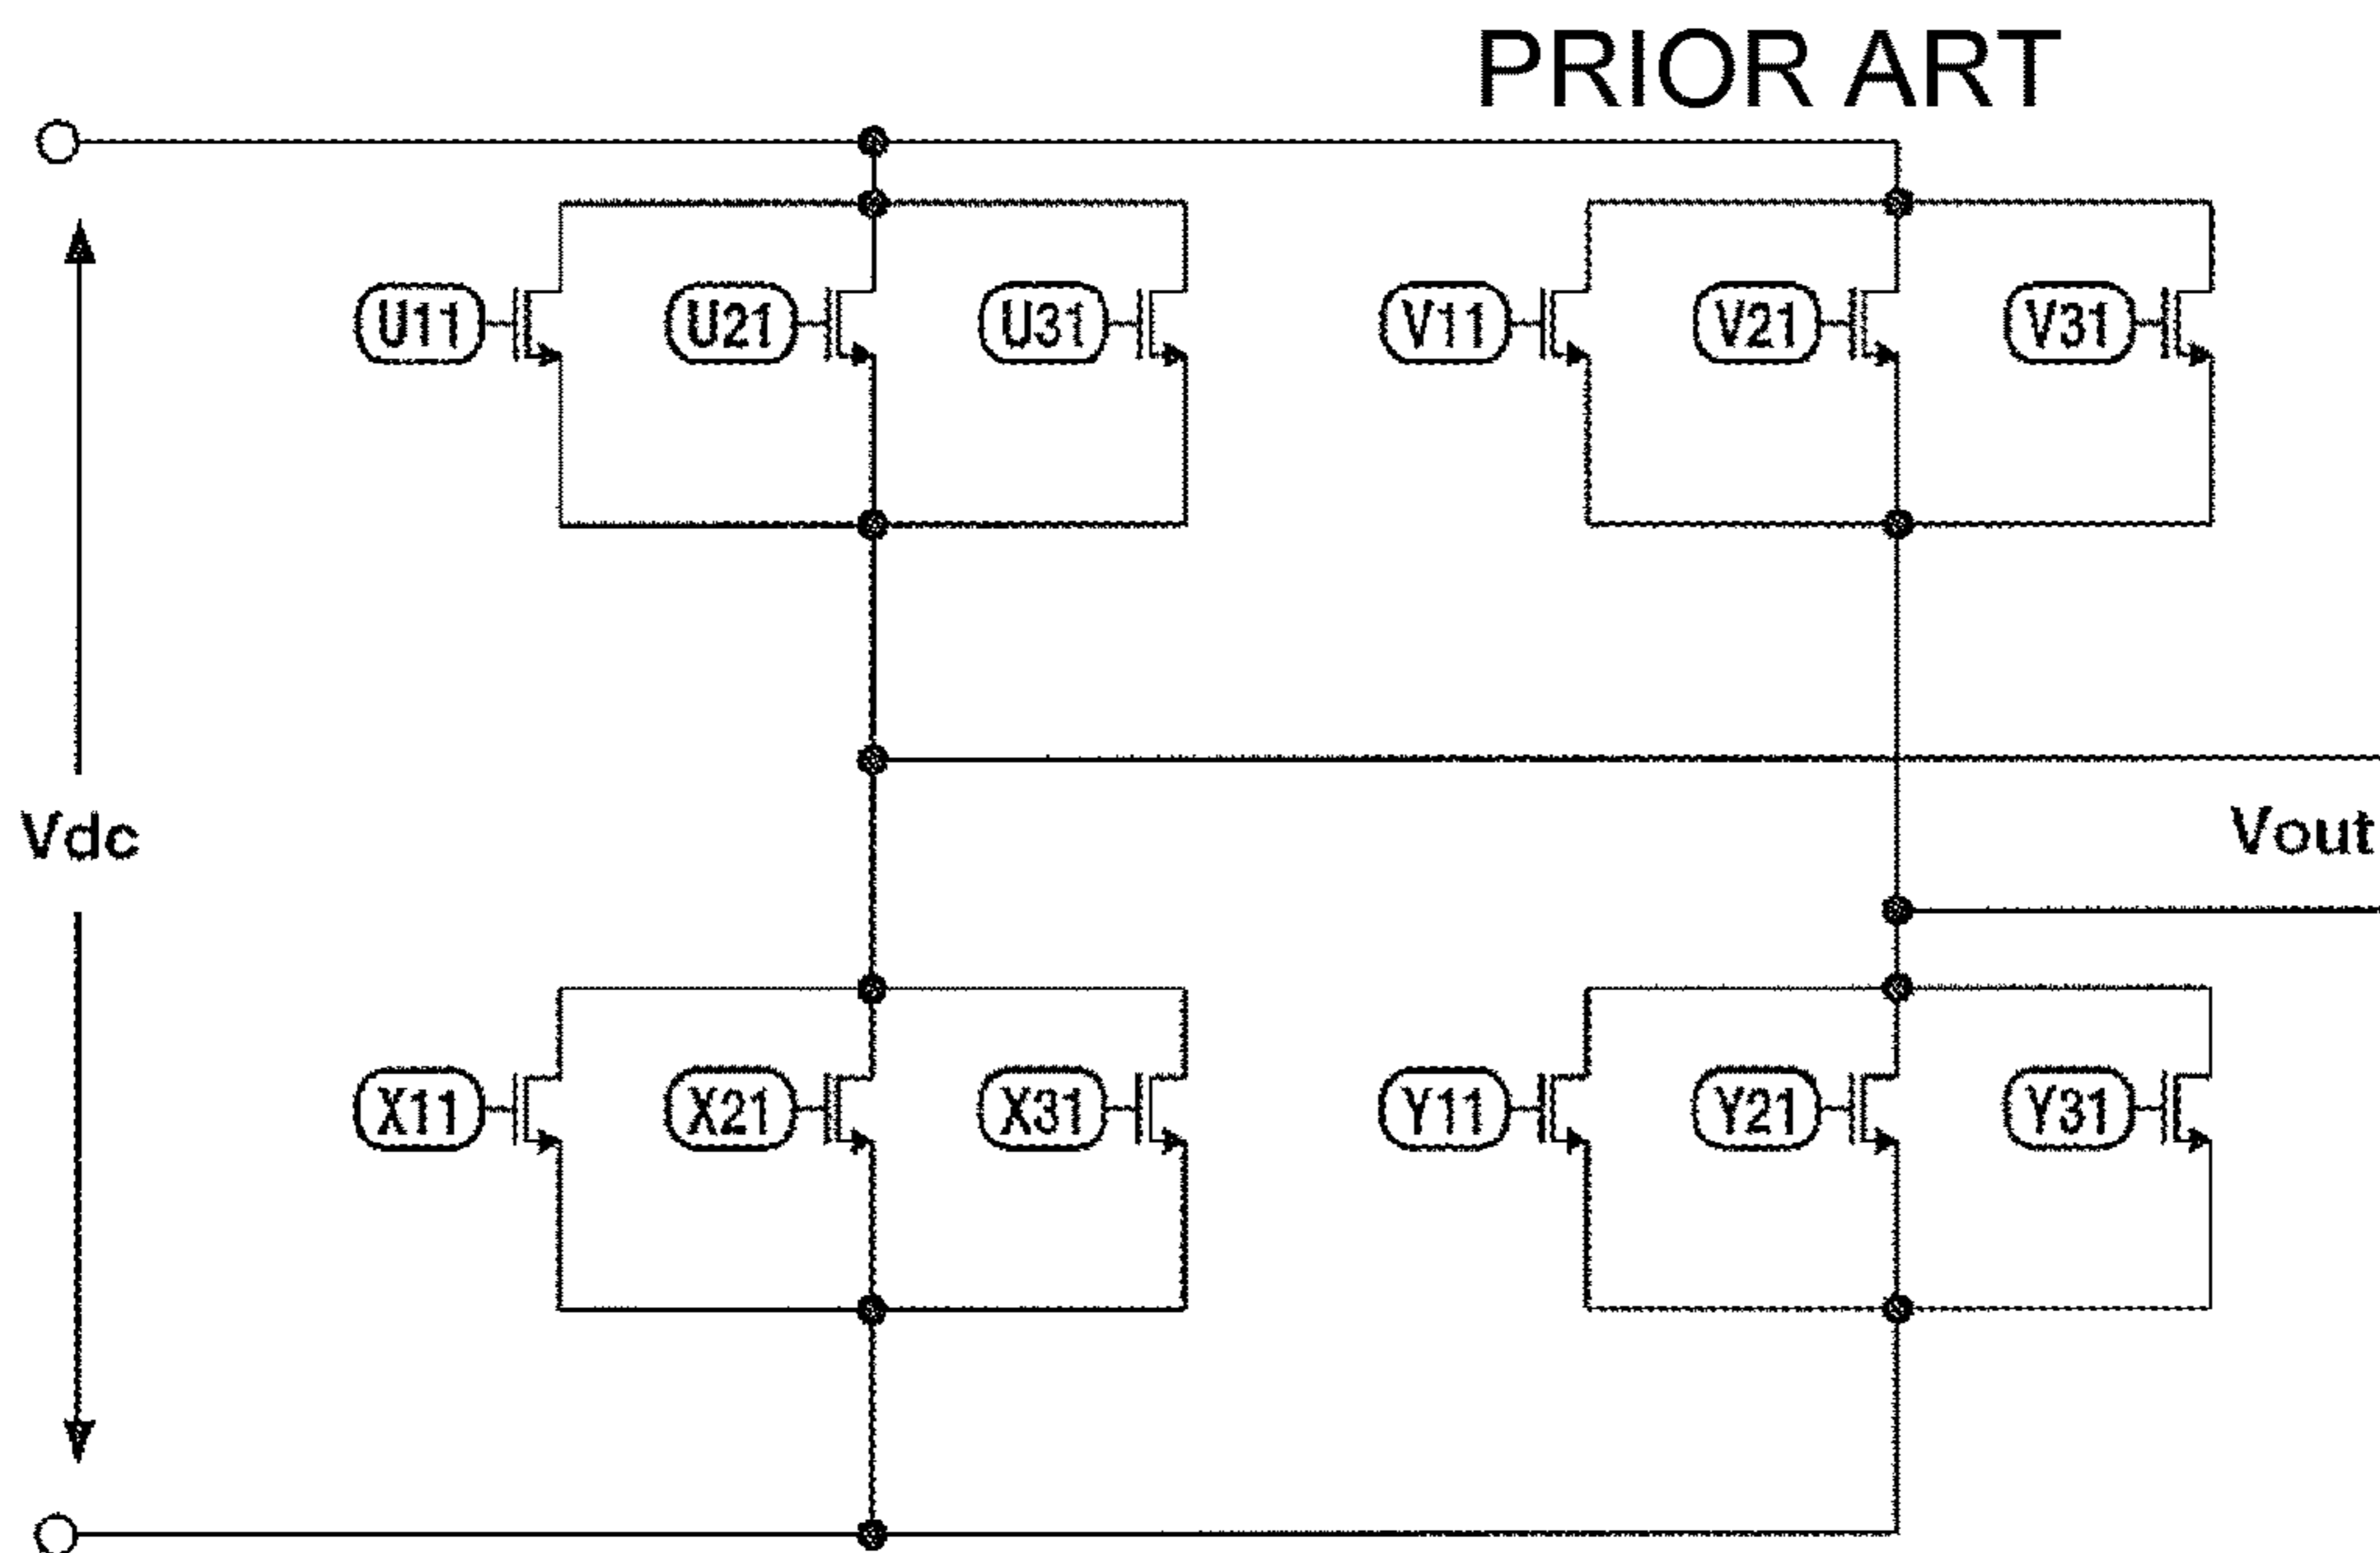 PRIOR ART
U11 U21 U31 V11 V21 V31
Vdc Vout
X11 X21 X31 Y11 Y21 Y31